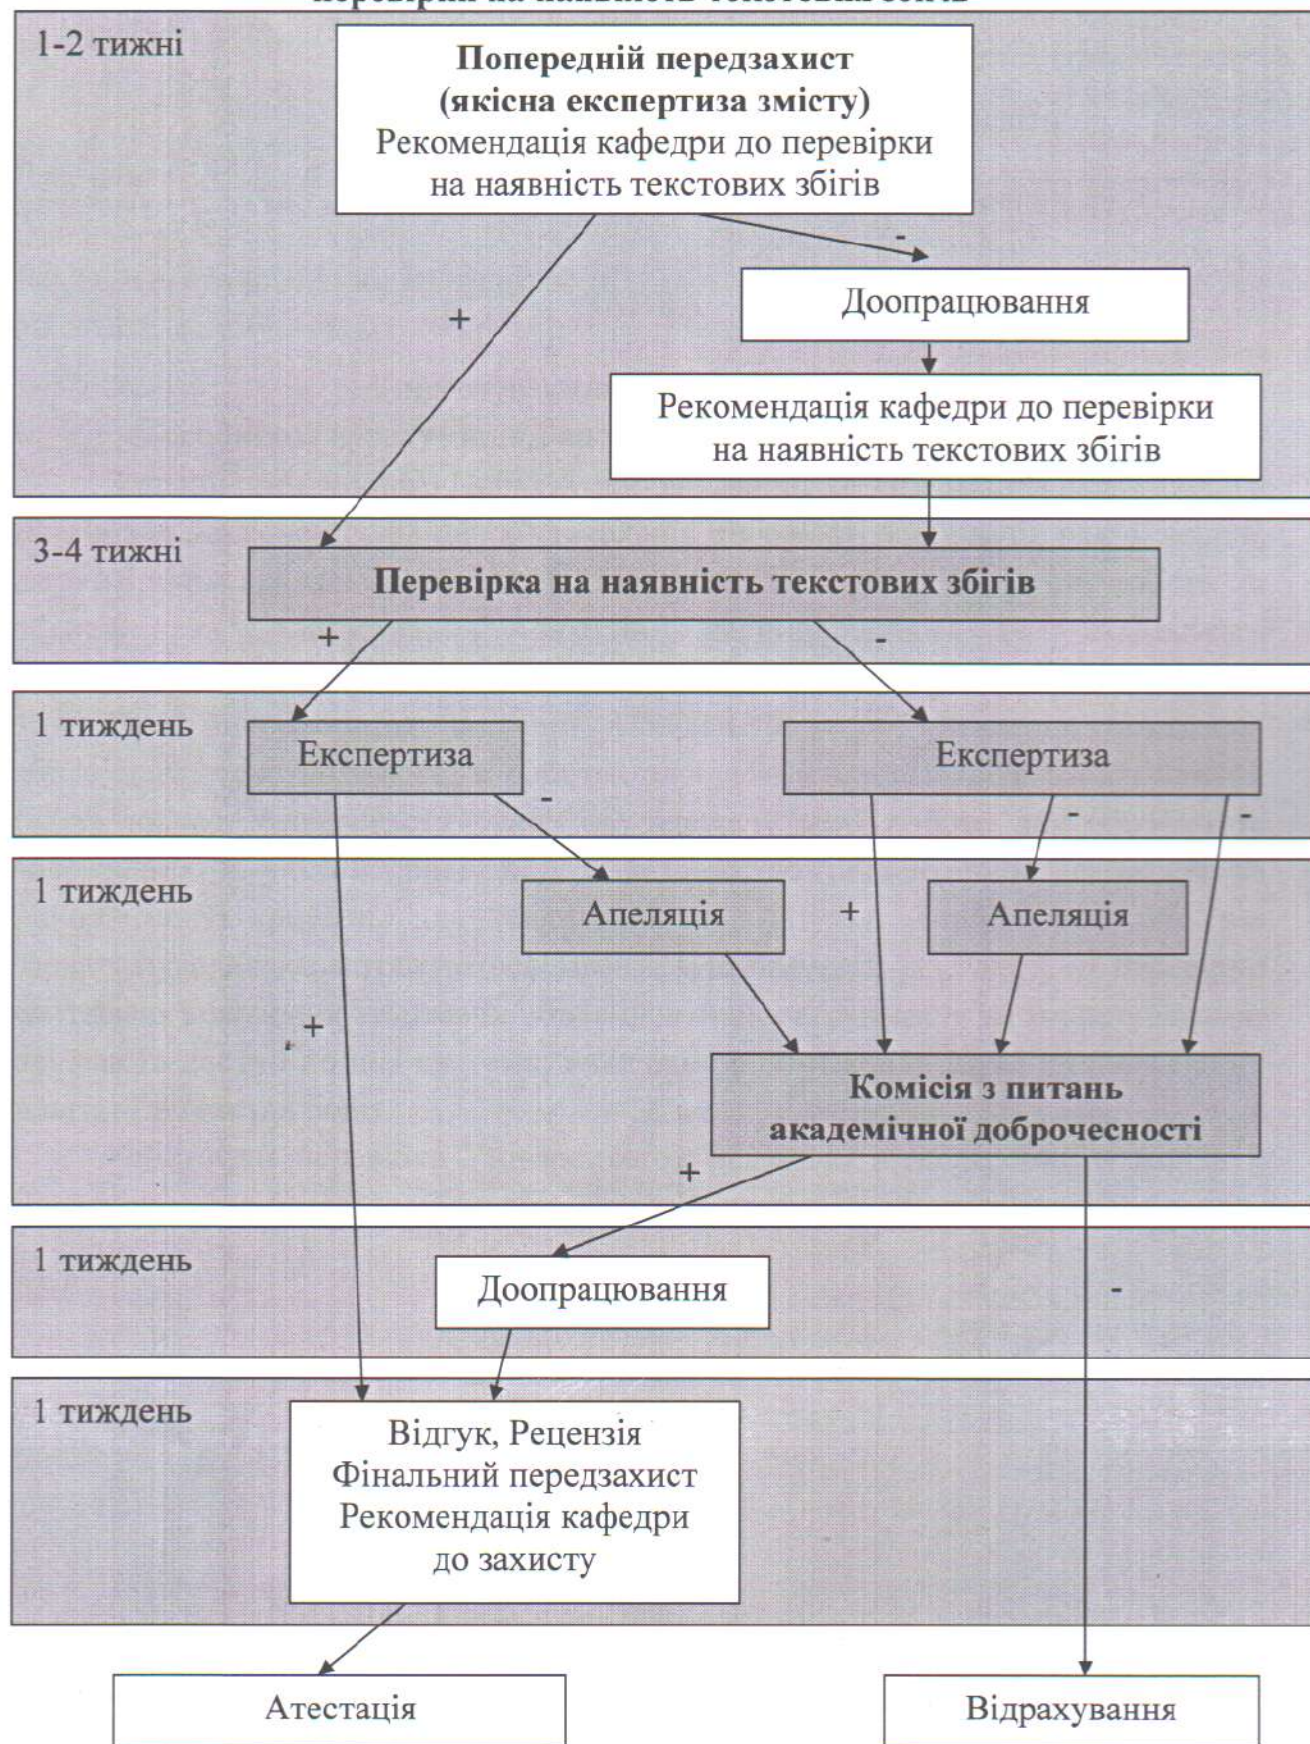 1-2 тижні
Попередній передзахист
(якісна експертиза змісту)
Рекомендація кафедри до перевірки
на наявність текстових збігів
-
+
Доопрацювання
Рекомендація кафедри до перевірки
на наявність текстових збігів
3-4 тижні
Перевірка на наявність текстових збігів
+ -
1 тиждень
Експертиза Експертиза
- - -
1 тиждень
Апеляція + Апеляція
+
Комісія з питань
академічної доброчесності
+
1 тиждень
Доопрацювання -
1 тиждень
Відгук, Рецензія
Фінальний передзахист
Рекомендація кафедри
до захисту
Атестація Відрахування